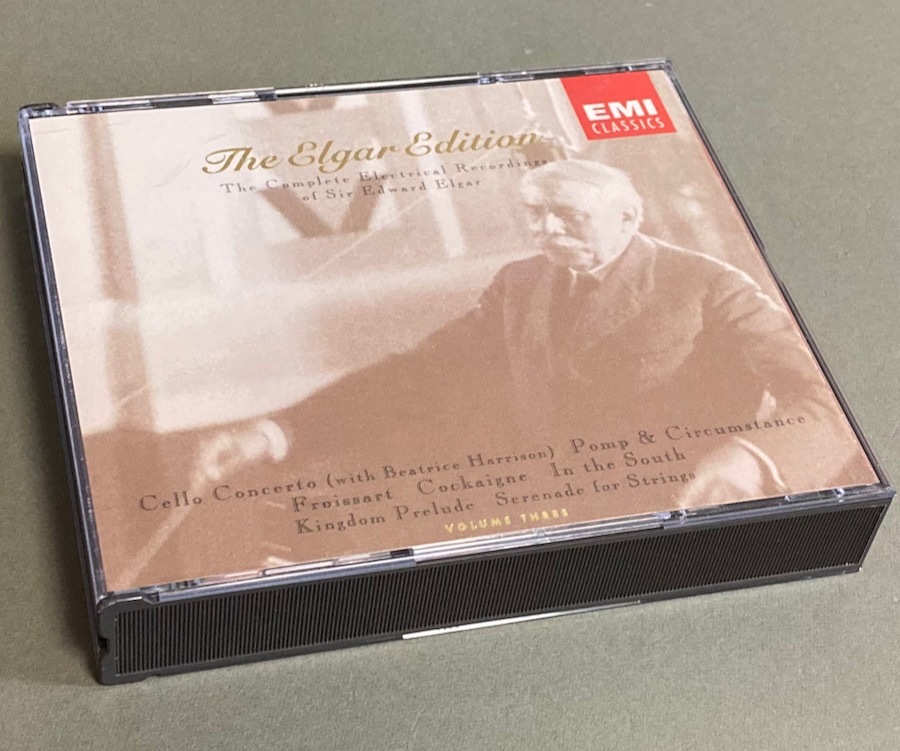 EMI
CLASSICS
The Elgar Edition
The Complete Electrical Recordings
of Sir Edward Elgar
Cello Concerto (with Beatrice Harrison) Pomp & Circumstance
Froissart Cockaigne In the South
Kingdom Prelude Serenade for Strings
VOLUME THREE